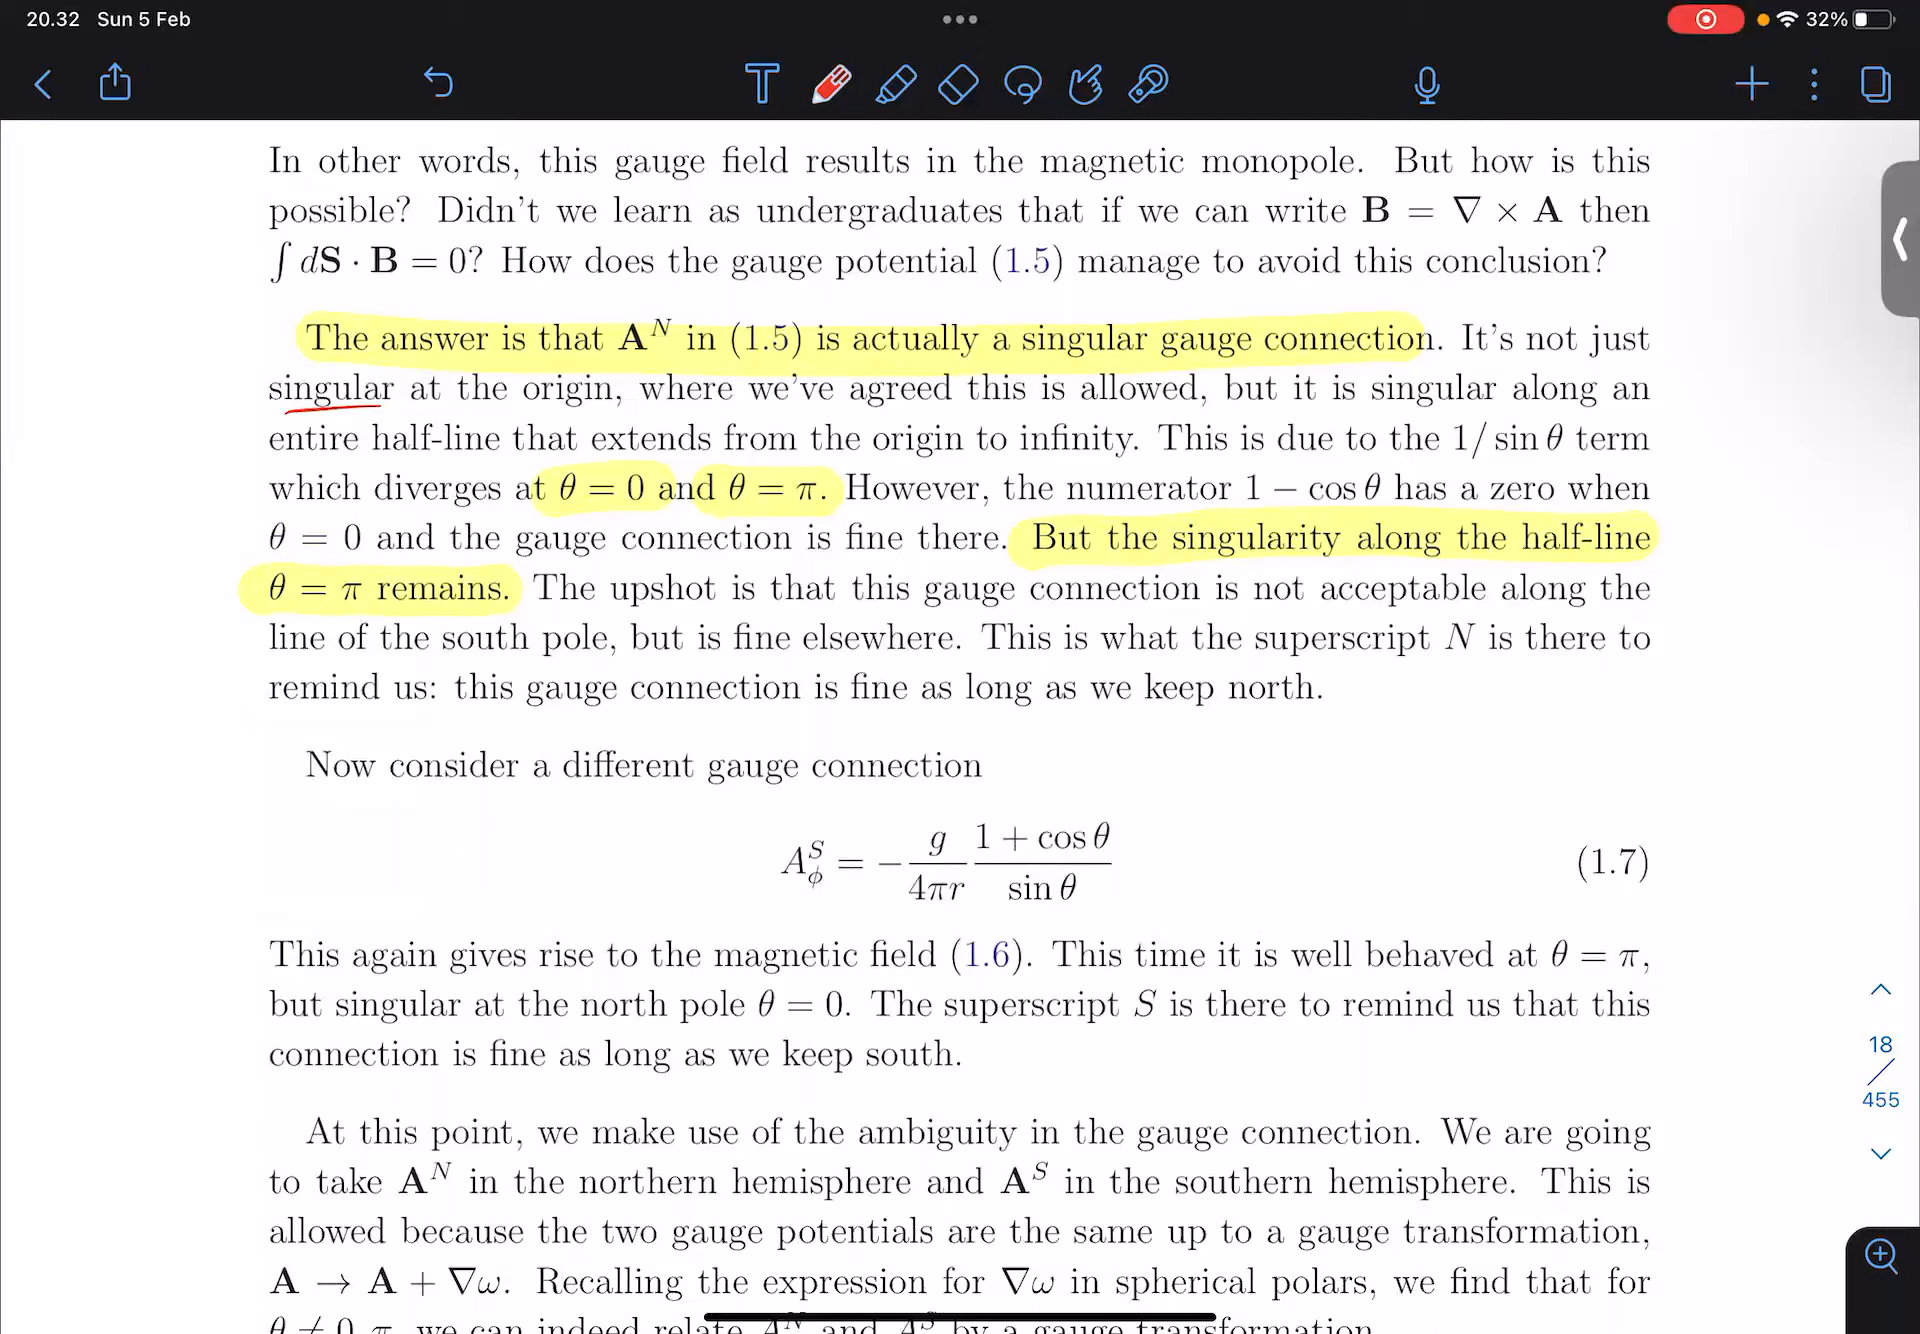 20.32 Sun 5 Feb
32%
In other words, this gauge field results in the magnetic monopole. But how is this
possible? Didn't we learn as undergraduates that if we can write B = ∇ × A then
∫ dS · B = 0? How does the gauge potential (1.5) manage to avoid this conclusion?
The answer is that A^N in (1.5) is actually a singular gauge connection. It's not just
singular at the origin, where we've agreed this is allowed, but it is singular along an
entire half-line that extends from the origin to infinity. This is due to the 1/ sin θ term
which diverges at θ = 0 and θ = π. However, the numerator 1 − cos θ has a zero when
θ = 0 and the gauge connection is fine there. But the singularity along the half-line
θ = π remains. The upshot is that this gauge connection is not acceptable along the
line of the south pole, but is fine elsewhere. This is what the superscript N is there to
remind us: this gauge connection is fine as long as we keep north.
Now consider a different gauge connection
A^S_ϕ = − g/4πr (1 + cos θ)/sin θ (1.7)
This again gives rise to the magnetic field (1.6). This time it is well behaved at θ = π,
but singular at the north pole θ = 0. The superscript S is there to remind us that this
connection is fine as long as we keep south.
At this point, we make use of the ambiguity in the gauge connection. We are going
to take A^N in the northern hemisphere and A^S in the southern hemisphere. This is
allowed because the two gauge potentials are the same up to a gauge transformation,
A → A + ∇ω. Recalling the expression for ∇ω in spherical polars, we find that for
θ ≠ 0, π, we can indeed relate A^N and A^S by a gauge transformation
18
/
455